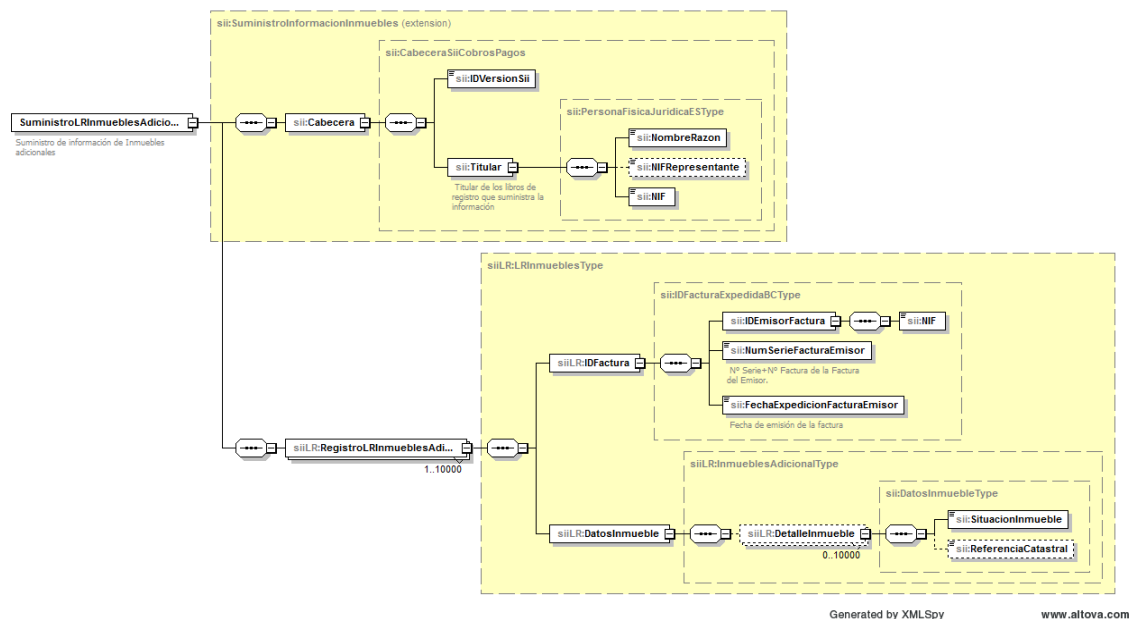 sii:SuministroInformacionInmuebles (extension)
sii:CabeceraSiiCobrosPagos
sii:IDVersionSii
sii:PersonaFisicaJuridicaESType
SuministroLRInmueblesAdicio...
Suministro de información de Inmuebles
adicionales
sii:Cabecera
sii:NombreRazon
sii:Titular
Titular de los libros de
registro que suministra la
información
sii:NIFRepresentante
sii:NIF
siiLR:LRInmueblesType
sii:IDFacturaExpedidaBCType
sii:IDEmisorFactura
sii:NIF
siiLR:IDFactura
sii:NumSerieFacturaEmisor
Nº Serie+Nº Factura de la Factura
del Emisor.
sii:FechaExpedicionFacturaEmisor
Fecha de emisión de la factura
siiLR:RegistroLRInmueblesAdi...
1..10000
siiLR:InmueblesAdicionalType
sii:DatosInmuebleType
siiLR:DatosInmueble
siiLR:DetalleInmueble
0..10000
sii:SituacionInmueble
sii:ReferenciaCatastral
Generated by XMLSpy
www.altova.com